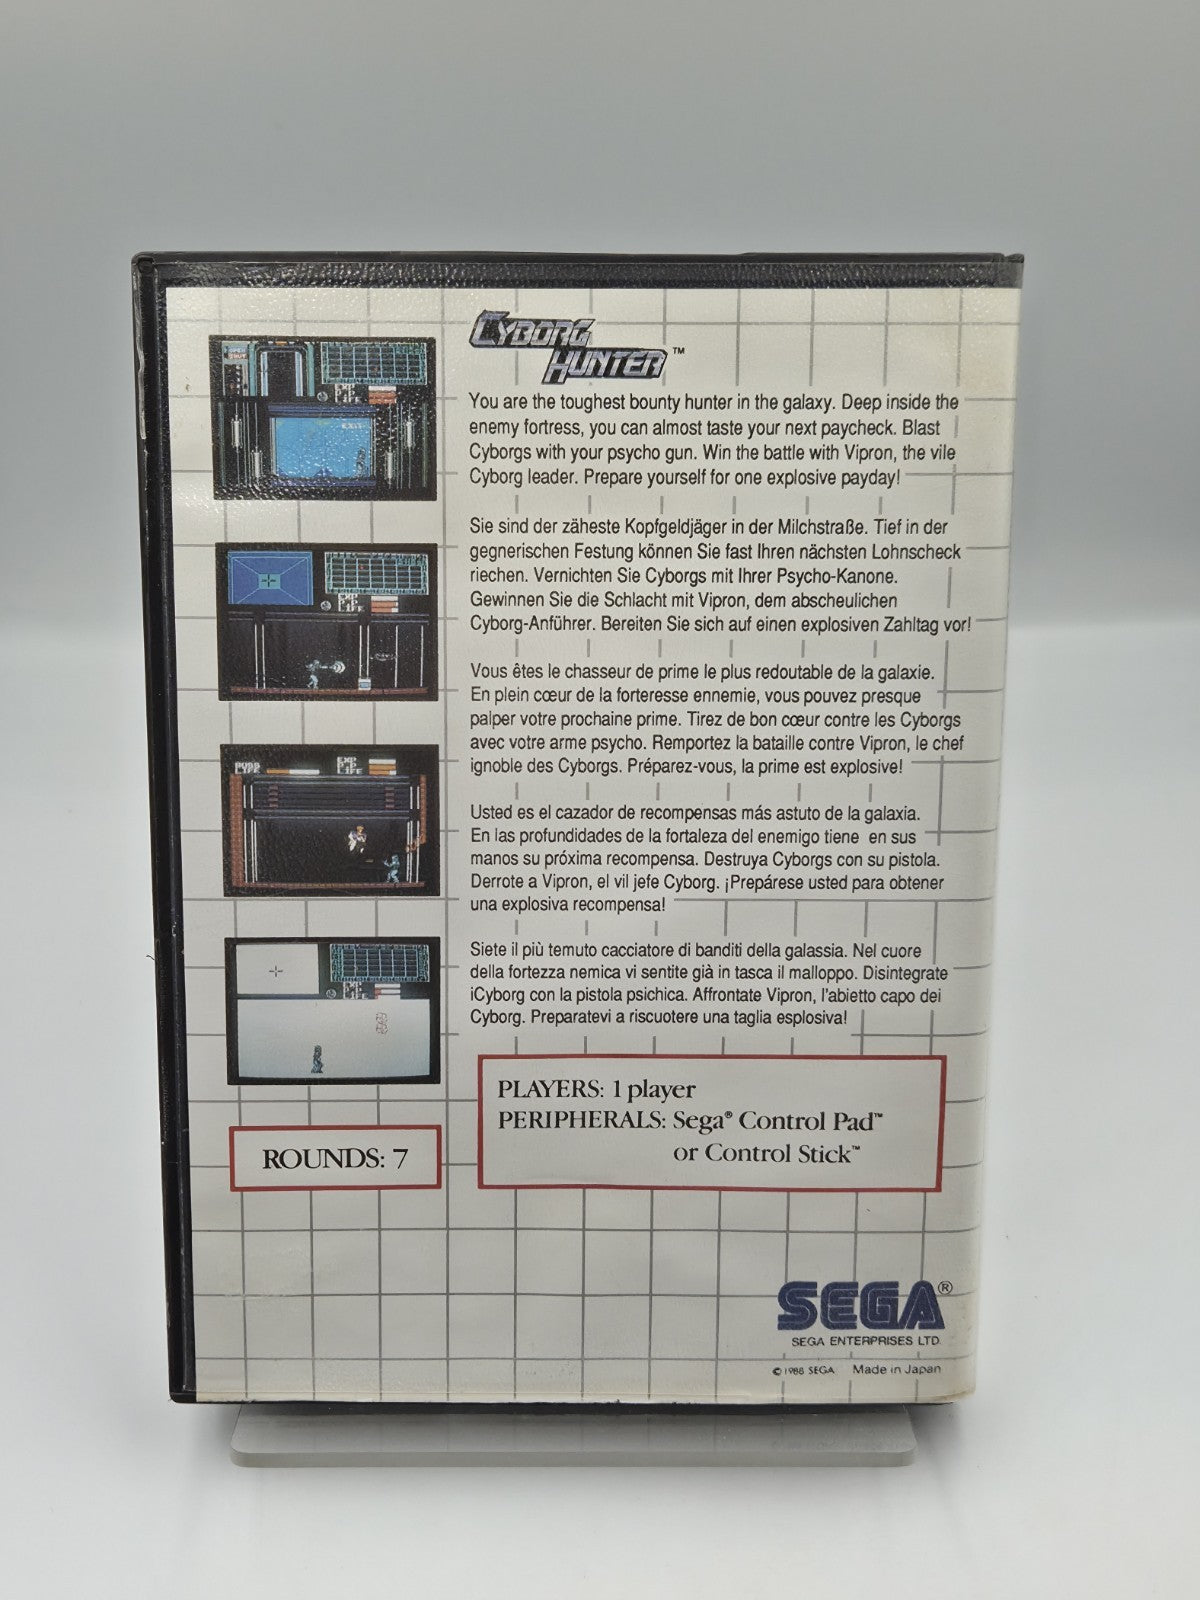 CYBORG
HUNTER™
You are the toughest bounty hunter in the galaxy. Deep inside the
enemy fortress, you can almost taste your next paycheck. Blast
Cyborgs with your psycho gun. Win the battle with Vipron, the vile
Cyborg leader. Prepare yourself for one explosive payday!
Sie sind der zäheste Kopfgeldjäger in der Milchstraße. Tief in der
gegnerischen Festung können Sie fast Ihren nächsten Lohnscheck
riechen. Vernichten Sie Cyborgs mit Ihrer Psycho-Kanone.
Gewinnen Sie die Schlacht mit Vipron, dem abscheulichen
Cyborg-Anführer. Bereiten Sie sich auf einen explosiven Zahltag vor!
Vous êtes le chasseur de prime le plus redoutable de la galaxie.
En plein cœur de la forteresse ennemie, vous pouvez presque
palper votre prochaine prime. Tirez de bon cœur contre les Cyborgs
avec votre arme psycho. Remportez la bataille contre Vipron, le chef
ignoble des Cyborgs. Préparez-vous, la prime est explosive!
Usted es el cazador de recompensas más astuto de la galaxia.
En las profundidades de la fortaleza del enemigo tiene en sus
manos su próxima recompensa. Destruya Cyborgs con su pistola.
Derrote a Vipron, el vil jefe Cyborg. ¡Prepárese usted para obtener
una explosiva recompensa!
Siete il più temuto cacciatore di banditi della galassia. Nel cuore
della fortezza nemica vi sentite già in tasca il malloppo. Disintegrate
iCyborg con la pistola psichica. Affrontate Vipron, l'abietto capo dei
Cyborg. Preparatevi a riscuotere una taglia esplosiva!
PLAYERS: 1 player
PERIPHERALS: Sega® Control Pad™
or Control Stick™
ROUNDS: 7
SEGA®
SEGA ENTERPRISES LTD.
©1988 SEGA Made in Japan